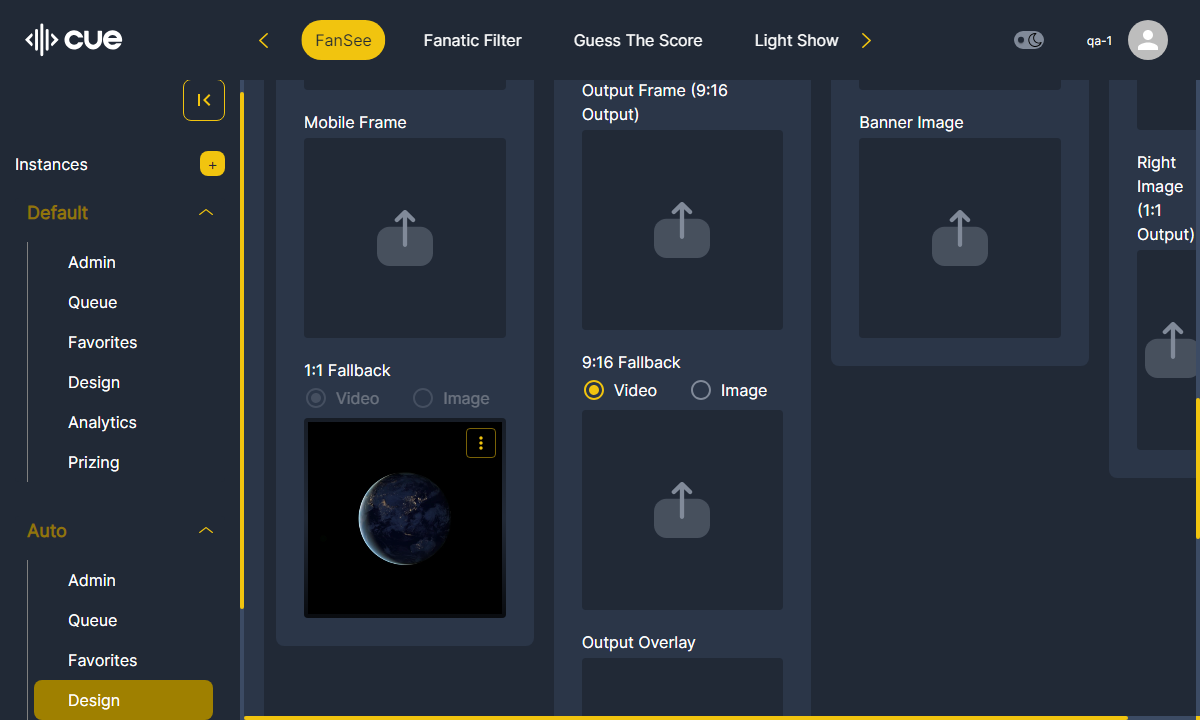 cue
FanSee
Fanatic Filter
Guess The Score
Light Show
qa-1
Instances
+
Default
Admin
Queue
Favorites
Design
Analytics
Prizing
Auto
Admin
Queue
Favorites
Design
Mobile Frame
1:1 Fallback
Video
Image
Output Frame (9:16
Output)
9:16 Fallback
Video
Image
Output Overlay
Banner Image
Right
Image
(1:1
Output)